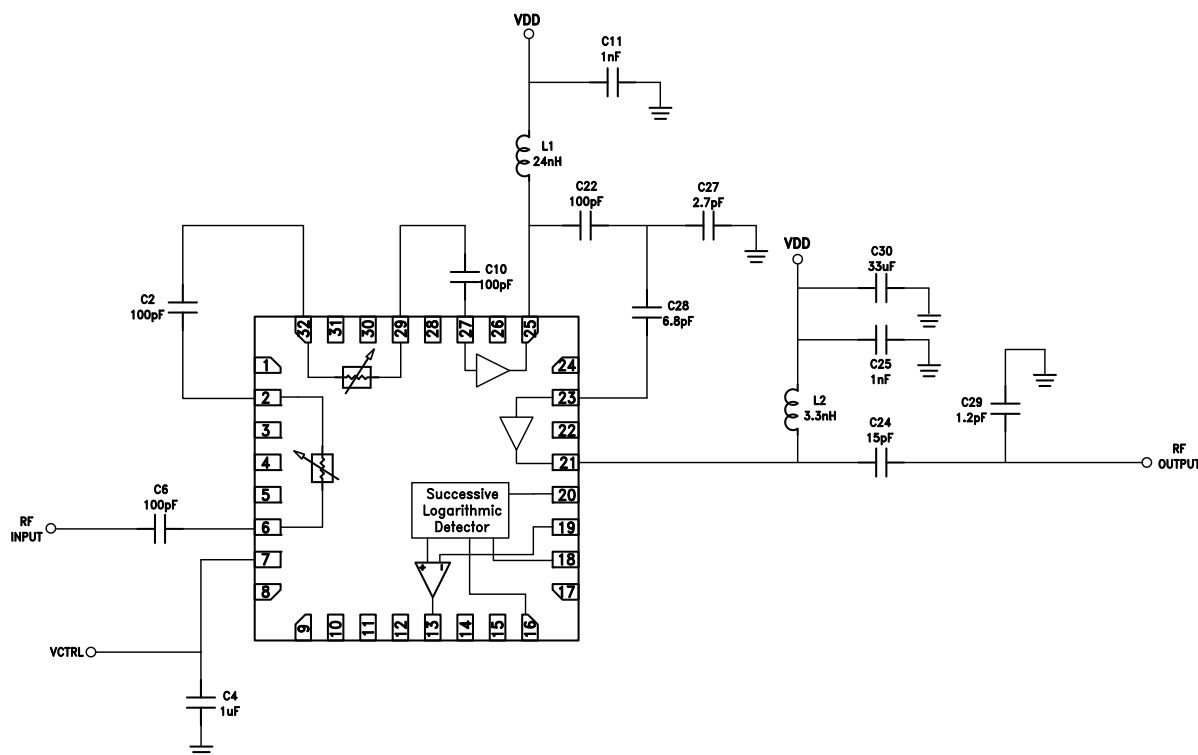 VDD
C11
1nF
L1
24nH
C22
100pF
C27
2.7pF
VDD
C30
33uF
C10
100pF
C2
100pF
C28
6.8pF
32
31
30
29
28
27
26
25
C25
1nF
1
24
L2
3.3nH
C29
1.2pF
2
23
C24
15pF
3
22
4
21
RF
OUTPUT
5
20
Successive
Logarithmic
Detector
C6
100pF
RF
INPUT
6
19
7
18
+ -
8
17
9
10
11
12
13
14
15
16
VCTRL
C4
1uF